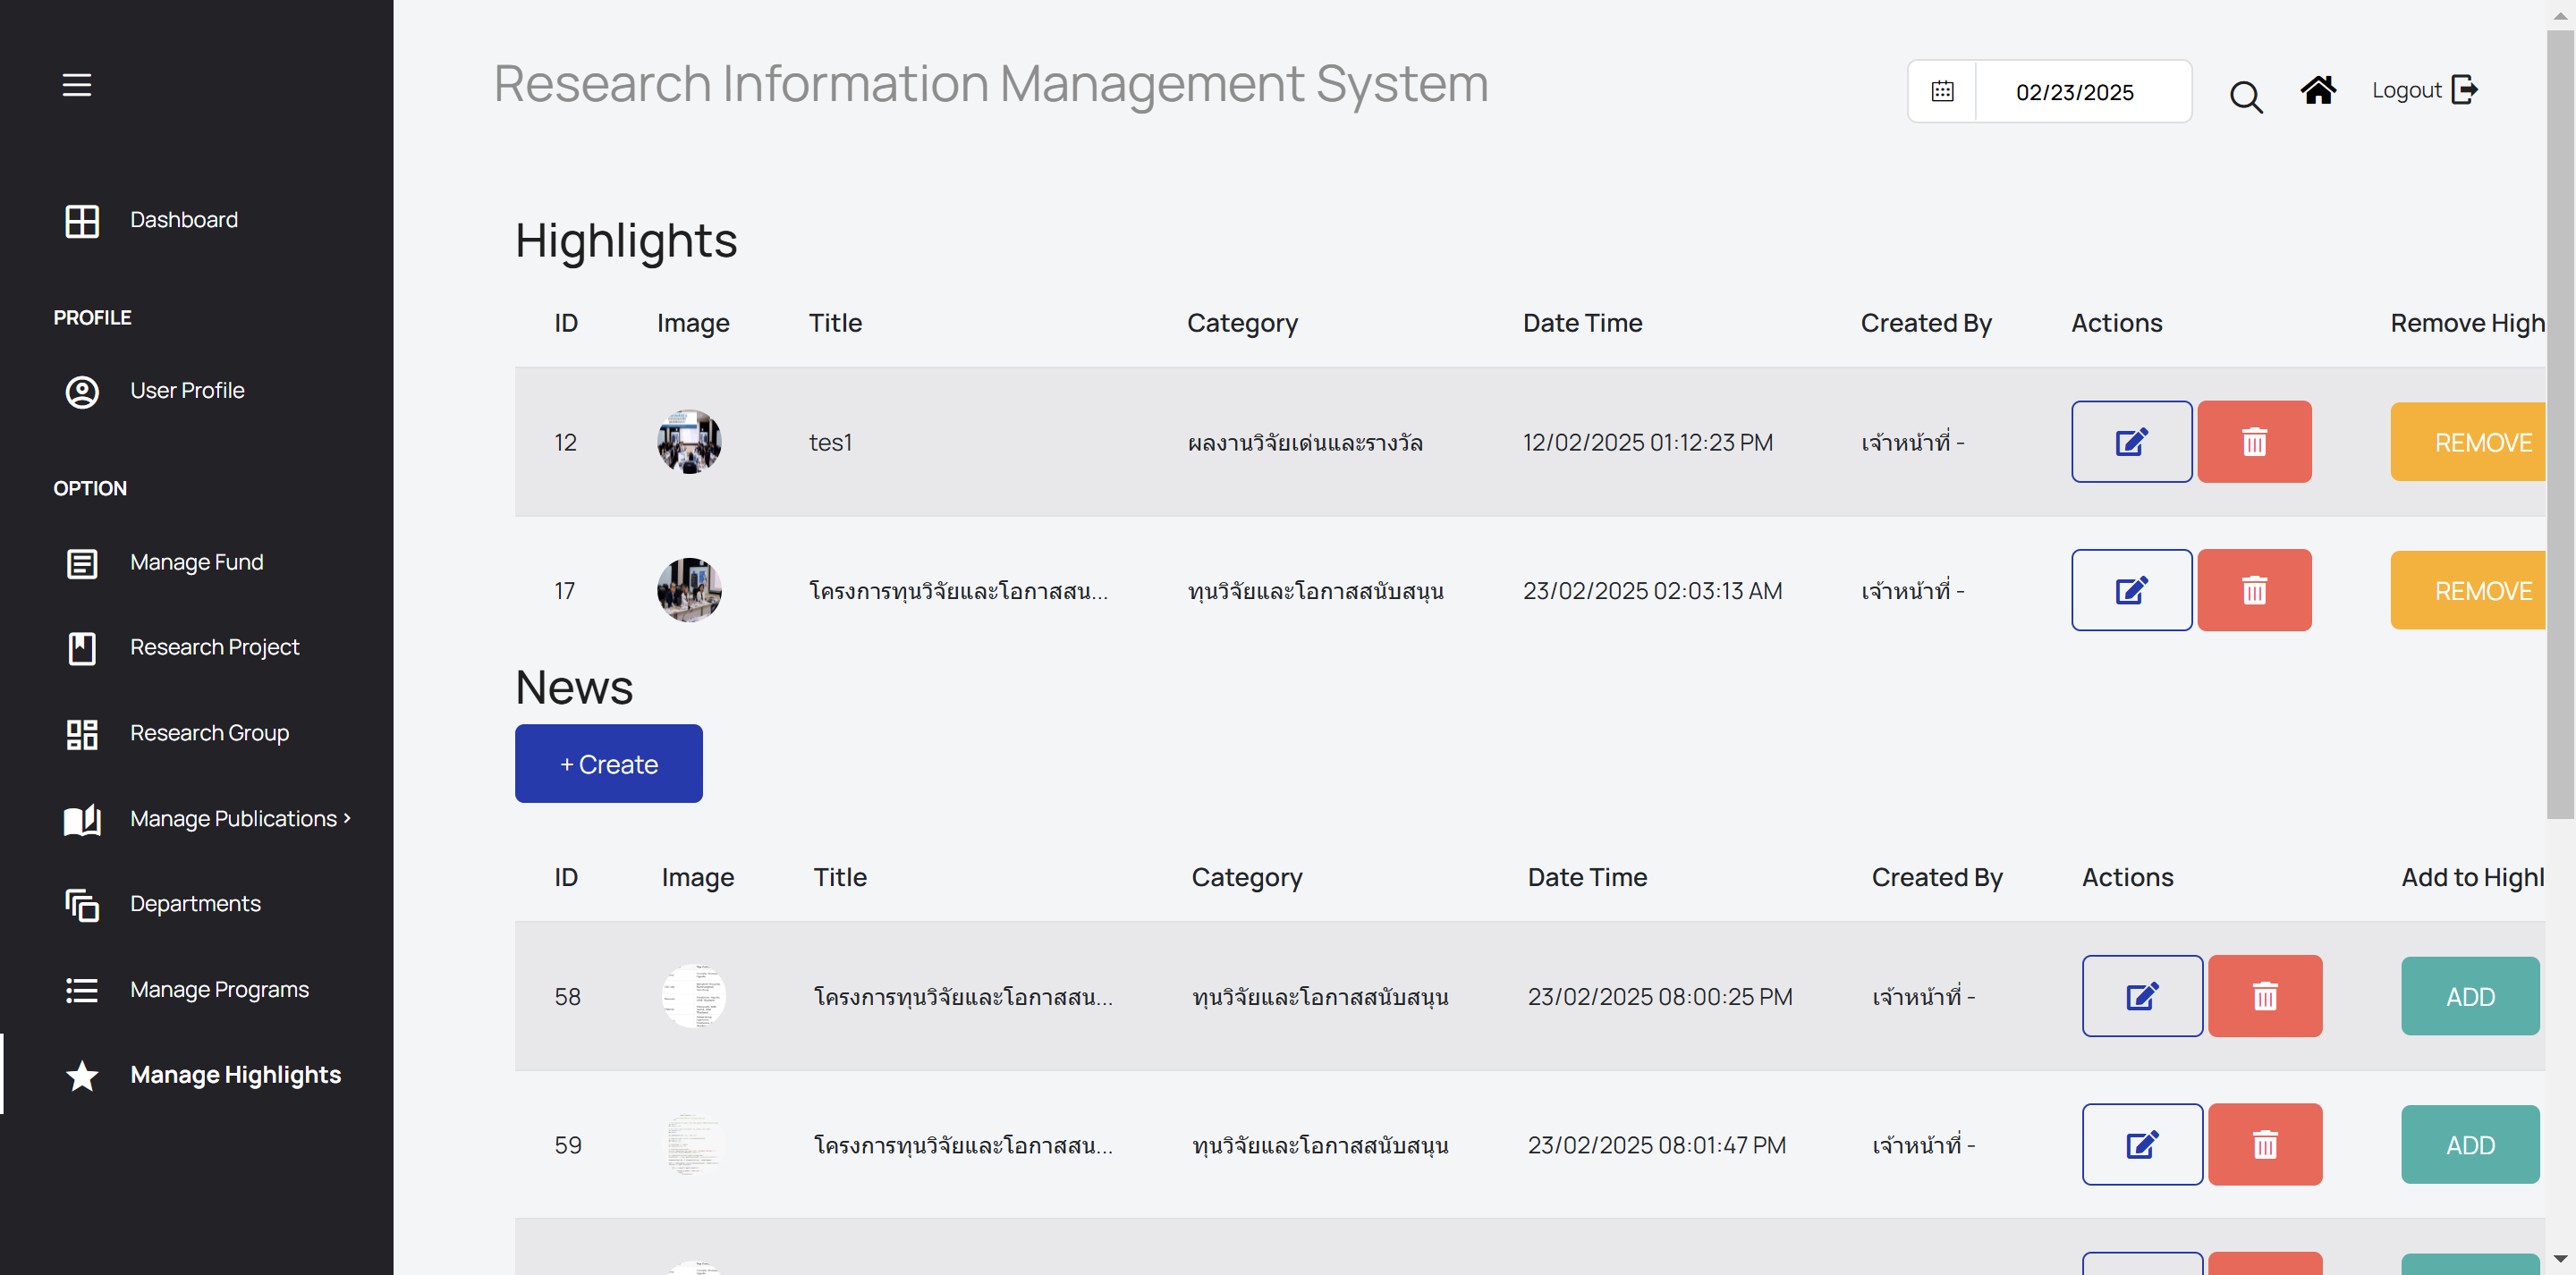 Research Information Management System
02/23/2025
Logout
Dashboard
PROFILE
User Profile
OPTION
Manage Fund
Research Project
Research Group
Manage Publications
Departments
Manage Programs
Manage Highlights
Highlights
ID Image Title Category Date Time Created By Actions Remove High
12 tes1 ผลงานวิจัยเด่นและรางวัล 12/02/2025 01:12:23 PM เจ้าหน้าที่ - REMOVE
17 โครงการทุนวิจัยและโอกาสสน... ทุนวิจัยและโอกาสสนับสนุน 23/02/2025 02:03:13 AM เจ้าหน้าที่ - REMOVE
News
+ Create
ID Image Title Category Date Time Created By Actions Add to Highl
58 โครงการทุนวิจัยและโอกาสสน... ทุนวิจัยและโอกาสสนับสนุน 23/02/2025 08:00:25 PM เจ้าหน้าที่ - ADD
59 โครงการทุนวิจัยและโอกาสสน... ทุนวิจัยและโอกาสสนับสนุน 23/02/2025 08:01:47 PM เจ้าหน้าที่ - ADD